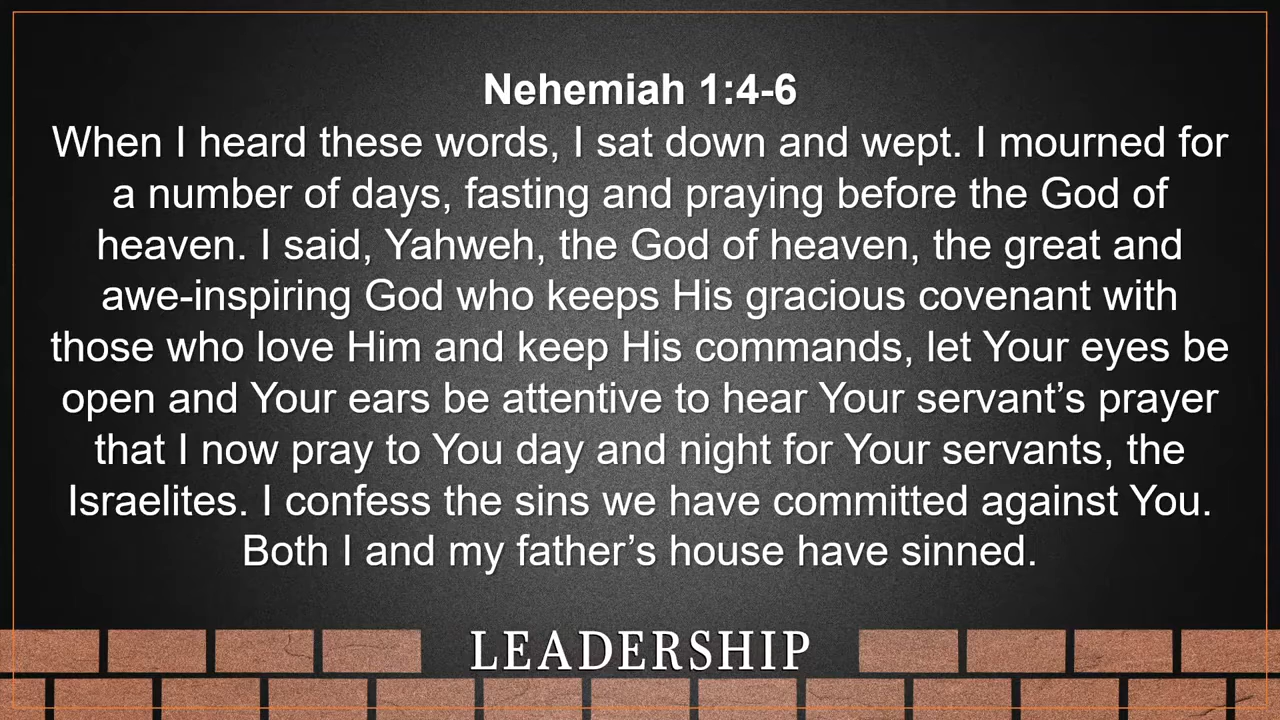 Nehemiah 1:4-6
When I heard these words, I sat down and wept. I mourned for
a number of days, fasting and praying before the God of
heaven. I said, Yahweh, the God of heaven, the great and
awe-inspiring God who keeps His gracious covenant with
those who love Him and keep His commands, let Your eyes be
open and Your ears be attentive to hear Your servant’s prayer
that I now pray to You day and night for Your servants, the
Israelites. I confess the sins we have committed against You.
Both I and my father’s house have sinned.
LEADERSHIP